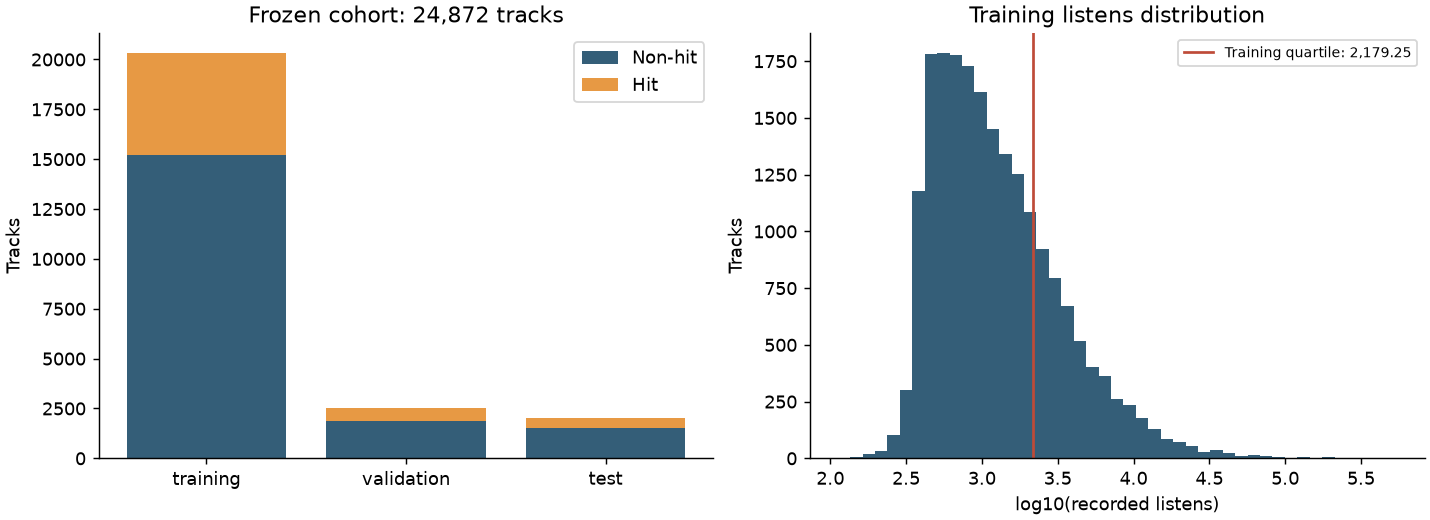 Frozen cohort: 24,872 tracks
Non-hit
Hit
Tracks
20000
17500
15000
12500
10000
7500
5000
2500
0
training
validation
test
Training listens distribution
Training quartile: 2,179.25
Tracks
1750
1500
1250
1000
750
500
250
0
2.0
2.5
3.0
3.5
4.0
4.5
5.0
5.5
log10(recorded listens)